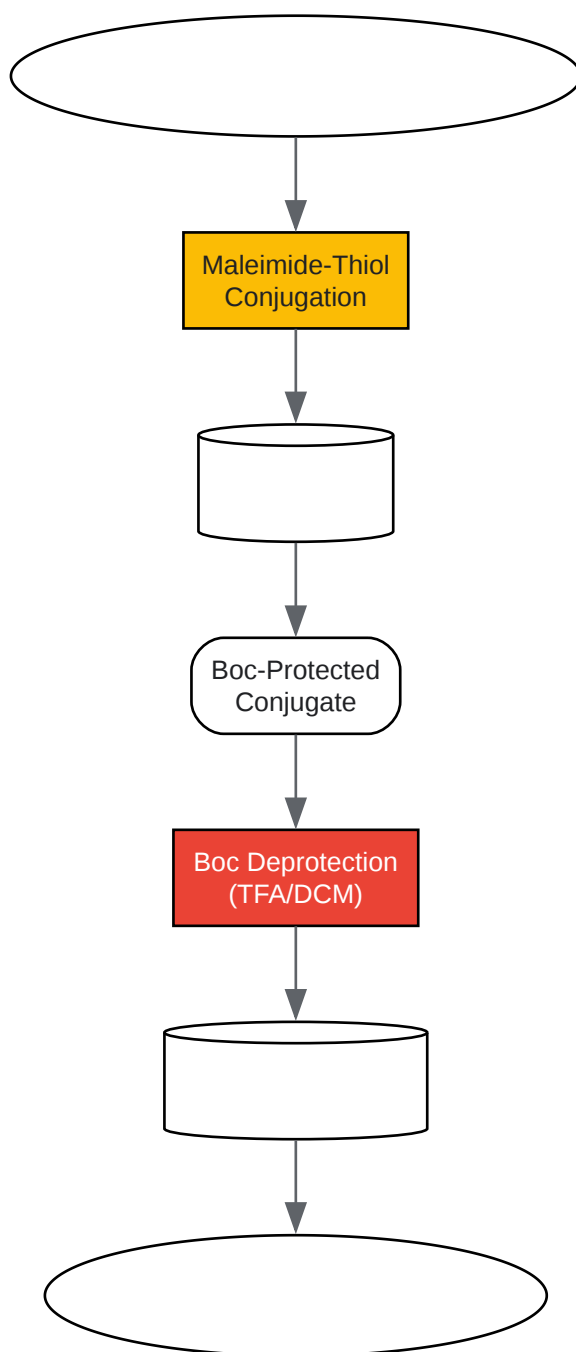 Maleimide-Thiol
Conjugation
Boc-Protected
Conjugate
Boc Deprotection
(TFA/DCM)